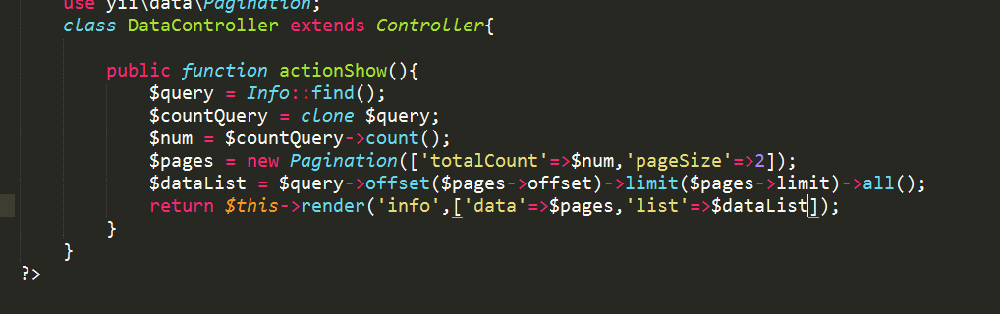 use yii\data\Pagination;
class DataController extends Controller{
public function actionShow(){
$query = Info::find();
$countQuery = clone $query;
$num = $countQuery->count();
$pages = new Pagination(['totalCount'=>$num,'pageSize'=>2]);
$dataList = $query->offset($pages->offset)->limit($pages->limit)->all();
return $this->render('info',['data'=>$pages,'list'=>$dataList]);
}
}
?>